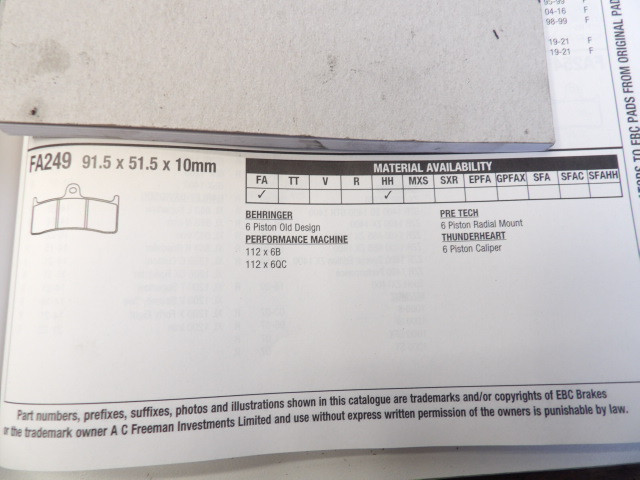 04-16 F
98-99 F
19-21 F
19-21 F
TO EBC PADS FROM ORIGINAL PAD
FA249 91.5 x 51.5 x 10mm
MATERIAL AVAILABILITY
FA TT V R HH MXS SXR EPFA GPFAX SFA SFAC SFAHH
✓ ✓
BEHRINGER
6 Piston Old Design
PERFORMANCE MACHINE
112 x 6B
112 x 6QC
PRE TECH
6 Piston Radial Mount
THUNDERHEART
6 Piston Caliper
Part numbers, prefixes, suffixes, photos and illustrations shown in this catalogue are trademarks and/or copyrights of EBC Brakes
or the trademark owner A C Freeman Investments Limited and use without express written permission of the owners is punishable by law.